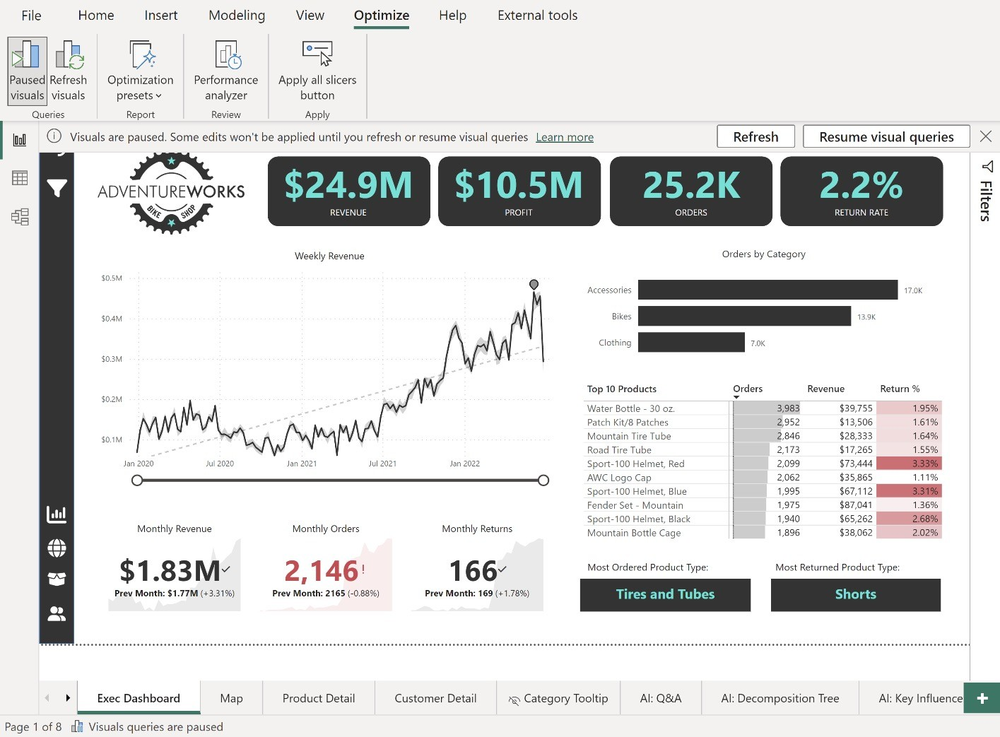 File Home Insert Modeling View Optimize Help External tools
Paused visuals
Refresh visuals
Optimization presets
Performance analyzer
Apply all slicers button
Queries Report Review Apply
Visuals are paused. Some edits won't be applied until you refresh or resume visual queries Learn more
Refresh
Resume visual queries
Filters
ADVENTUREWORKS
BIKE SHOP
$24.9M
REVENUE
$10.5M
PROFIT
25.2K
ORDERS
2.2%
RETURN RATE
Weekly Revenue
$0.5M
$0.4M
$0.3M
$0.2M
$0.1M
Jan 2020 Jul 2020 Jan 2021 Jul 2021 Jan 2022
Orders by Category
Accessories 17.0K
Bikes 13.9K
Clothing 7.0K
Top 10 Products Orders Revenue Return %
Water Bottle - 30 oz. 3,983 $39,755 1.95%
Patch Kit/8 Patches 2,952 $13,506 1.61%
Mountain Tire Tube 2,846 $28,333 1.64%
Road Tire Tube 2,173 $17,265 1.55%
Sport-100 Helmet, Red 2,099 $73,444 3.33%
AWC Logo Cap 2,062 $35,865 1.11%
Sport-100 Helmet, Blue 1,995 $67,112 3.31%
Fender Set - Mountain 1,975 $87,041 1.36%
Sport-100 Helmet, Black 1,940 $65,262 2.68%
Mountain Bottle Cage 1,896 $38,062 2.02%
Monthly Revenue
$1.83M
Prev Month: $1.77M (+3.31%)
Monthly Orders
2,146!
Prev Month: 2165 (-0.88%)
Monthly Returns
166
Prev Month: 169 (+1.78%)
Most Ordered Product Type:
Tires and Tubes
Most Returned Product Type:
Shorts
Exec Dashboard Map Product Detail Customer Detail Category Tooltip AI: Q&A AI: Decomposition Tree AI: Key Influence
Page 1 of 8 Visuals queries are paused